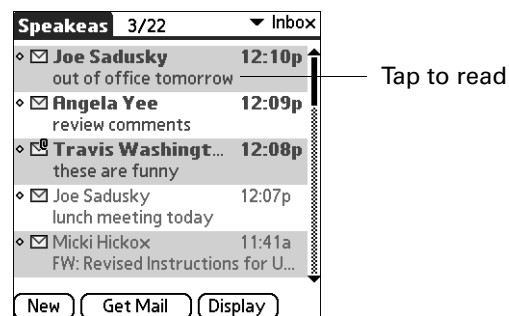 Speakeas 3/22 Inbox
Joe Sadusky 12:10p
out of office tomorrow
Tap to read
Angela Yee 12:09p
review comments
Travis Washingt... 12:08p
these are funny
Joe Sadusky 12:07p
lunch meeting today
Micki Hickox 11:41a
FW: Revised Instructions for U...
New Get Mail Display